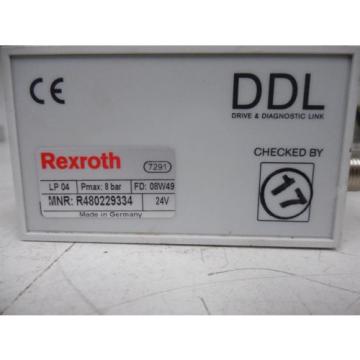 CE
DDL
DRIVE & DIAGNOSTIC LINK
Rexroth
7291
LP 04 Pmax: 8 bar FD: 08W49
MNR: R480229334 24V
Made in Germany
CHECKED BY
17